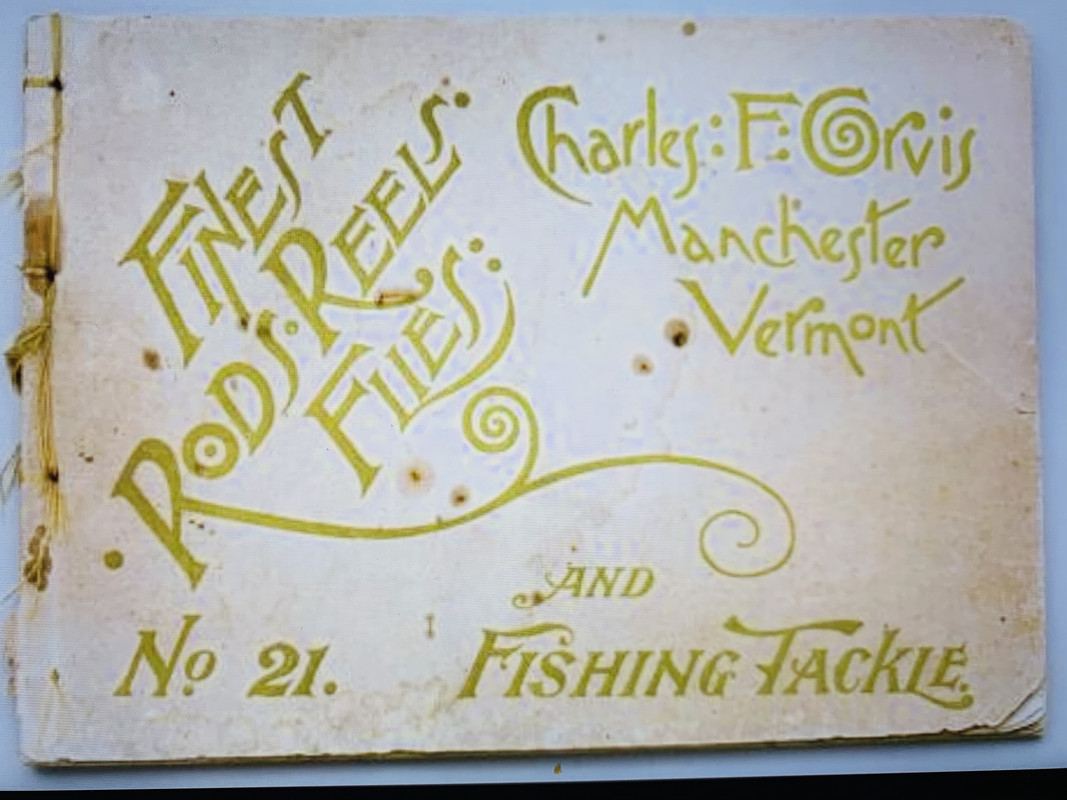 FINEST
RODS: REELS:
FLIES:
Charles: F: Orvis
Manchester
Vermont
AND
No 21.
FISHING TACKLE.